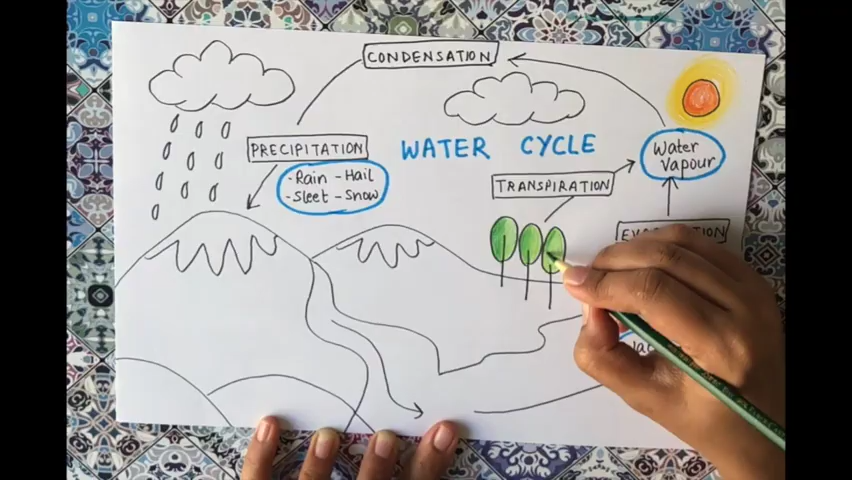 CONDENSATION
PRECIPITATION
-Rain -Hail
-Sleet -Snow
WATER CYCLE
Water
Vapour
TRANSPIRATION